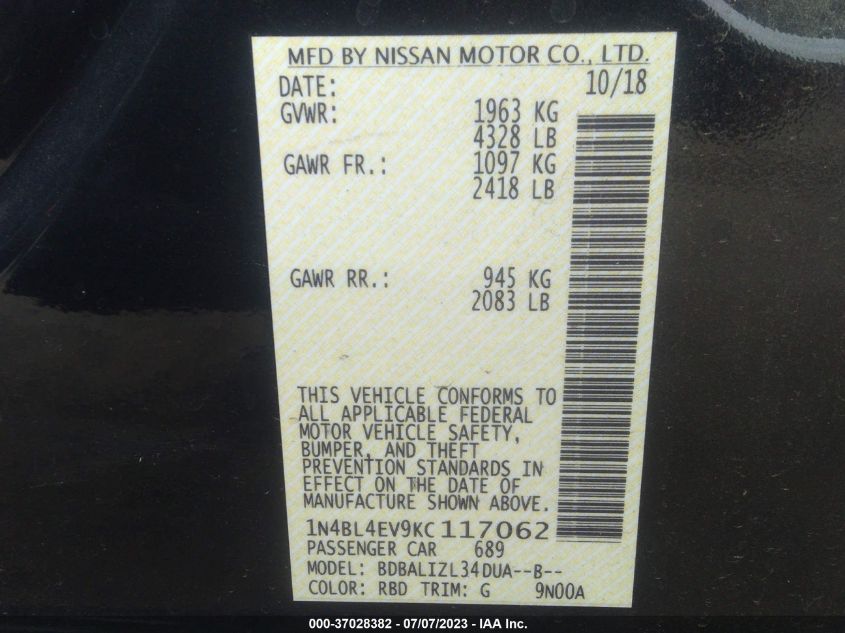 MFD BY NISSAN MOTOR CO., LTD.
DATE: 10/18
GVWR: 1963 KG
4328 LB
GAWR FR.: 1097 KG
2418 LB
GAWR RR.: 945 KG
2083 LB
THIS VEHICLE CONFORMS TO
ALL APPLICABLE FEDERAL
MOTOR VEHICLE SAFETY,
BUMPER, AND THEFT
PREVENTION STANDARDS IN
EFFECT ON THE DATE OF
MANUFACTURE SHOWN ABOVE.
1N4BL4EV9KC117062
PASSENGER CAR 689
MODEL: BDBALIZL34DUA--B--
COLOR: RBD TRIM: G 9N00A
000-37028382 - 07/07/2023 - IAA Inc.